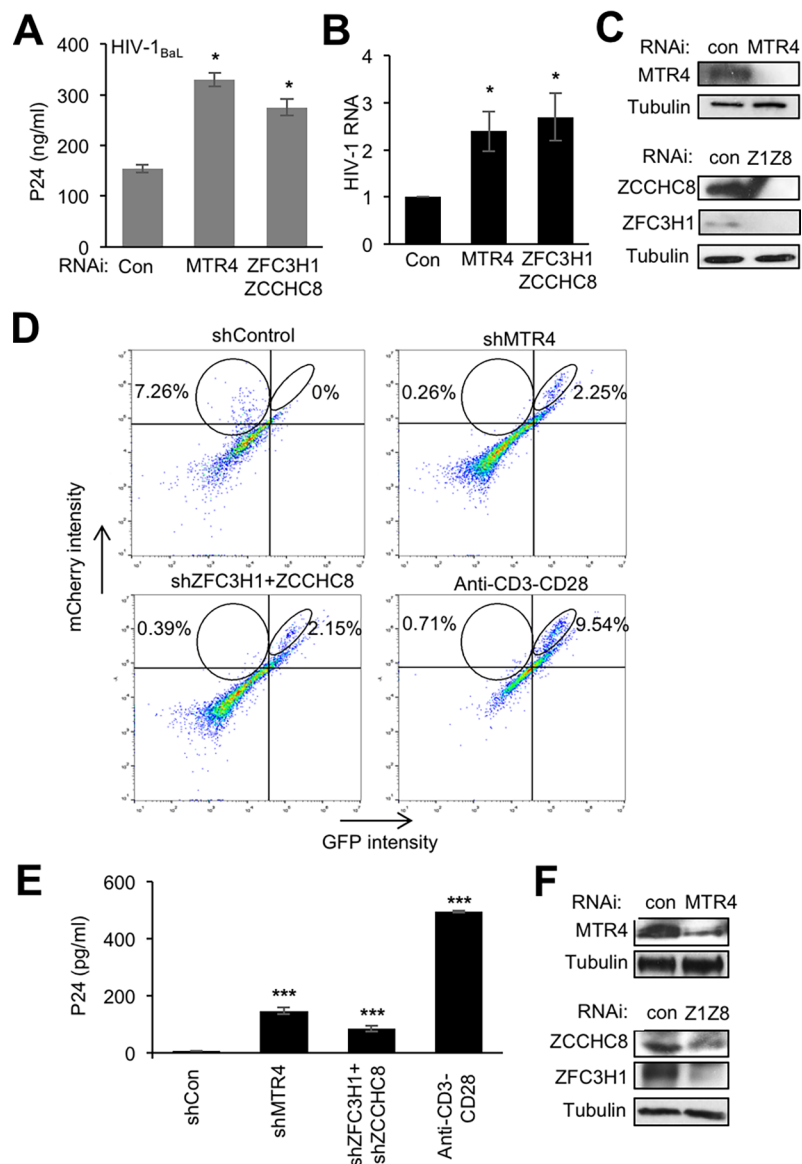 A
HIV-1BaL
P24 (ng/ml)
400
300
200
100
0
*
*
RNAi: Con MTR4 ZFC3H1
ZCCHC8
B
HIV-1 RNA
4
3
2
1
0
*
*
Con MTR4 ZFC3H1
ZCCHC8
C
RNAi: con MTR4
MTR4
Tubulin
RNAi: con Z1Z8
ZCCHC8
ZFC3H1
Tubulin
D
shControl
7.26%
0%
shMTR4
0.26%
2.25%
shZFC3H1+ZCCHC8
0.39%
2.15%
Anti-CD3-CD28
0.71%
9.54%
mCherry intensity
GFP intensity
E
P24 (pg/ml)
600
400
200
0
***
***
***
shCon
shMTR4
shZFC3H1+
shZCCHC8
Anti-CD3-
CD28
F
RNAi: con MTR4
MTR4
Tubulin
RNAi: con Z1Z8
ZCCHC8
ZFC3H1
Tubulin